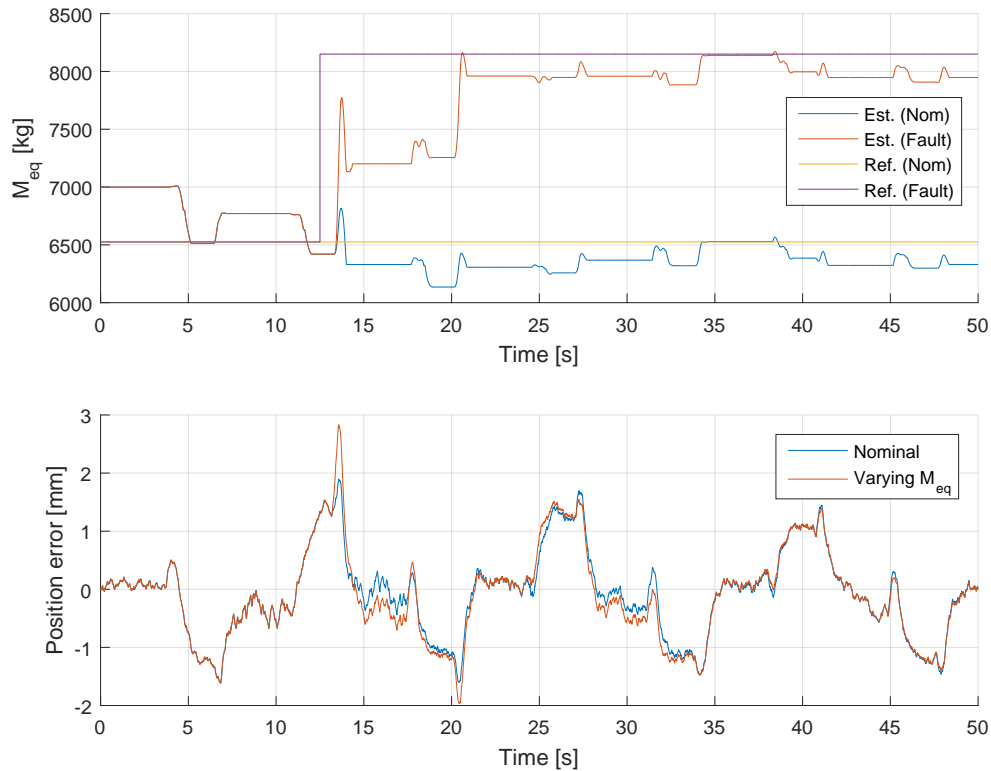 8500
8000
7500
7000
6500
6000
M_eq [kg]
Est. (Nom)
Est. (Fault)
Ref. (Nom)
Ref. (Fault)
0 5 10 15 20 25 30 35 40 45 50
Time [s]
3
2
1
0
-1
-2
Position error [mm]
Nominal
Varying M_eq
0 5 10 15 20 25 30 35 40 45 50
Time [s]